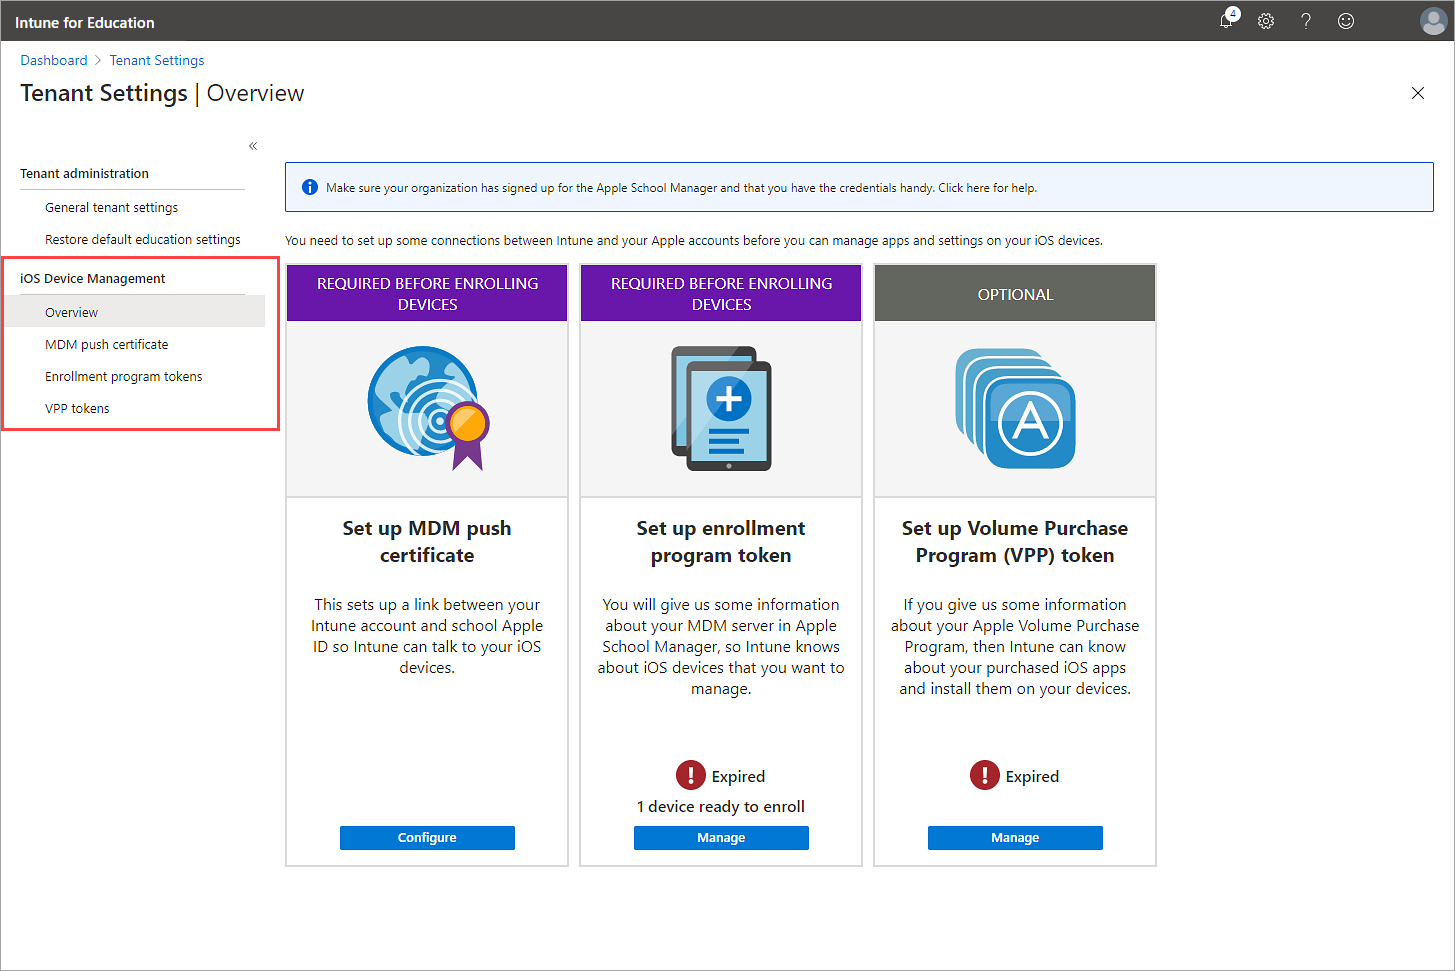 Intune for Education
4
Dashboard > Tenant Settings
Tenant Settings | Overview
«
Tenant administration
General tenant settings
Restore default education settings
iOS Device Management
Overview
MDM push certificate
Enrollment program tokens
VPP tokens
Make sure your organization has signed up for the Apple School Manager and that you have the credentials handy. Click here for help.
You need to set up some connections between Intune and your Apple accounts before you can manage apps and settings on your iOS devices.
REQUIRED BEFORE ENROLLING
DEVICES
Set up MDM push
certificate
This sets up a link between your
Intune account and school Apple
ID so Intune can talk to your iOS
devices.
Configure
REQUIRED BEFORE ENROLLING
DEVICES
Set up enrollment
program token
You will give us some information
about your MDM server in Apple
School Manager, so Intune knows
about iOS devices that you want to
manage.
Expired
1 device ready to enroll
Manage
OPTIONAL
Set up Volume Purchase
Program (VPP) token
If you give us some information
about your Apple Volume Purchase
Program, then Intune can know
about your purchased iOS apps
and install them on your devices.
Expired
Manage